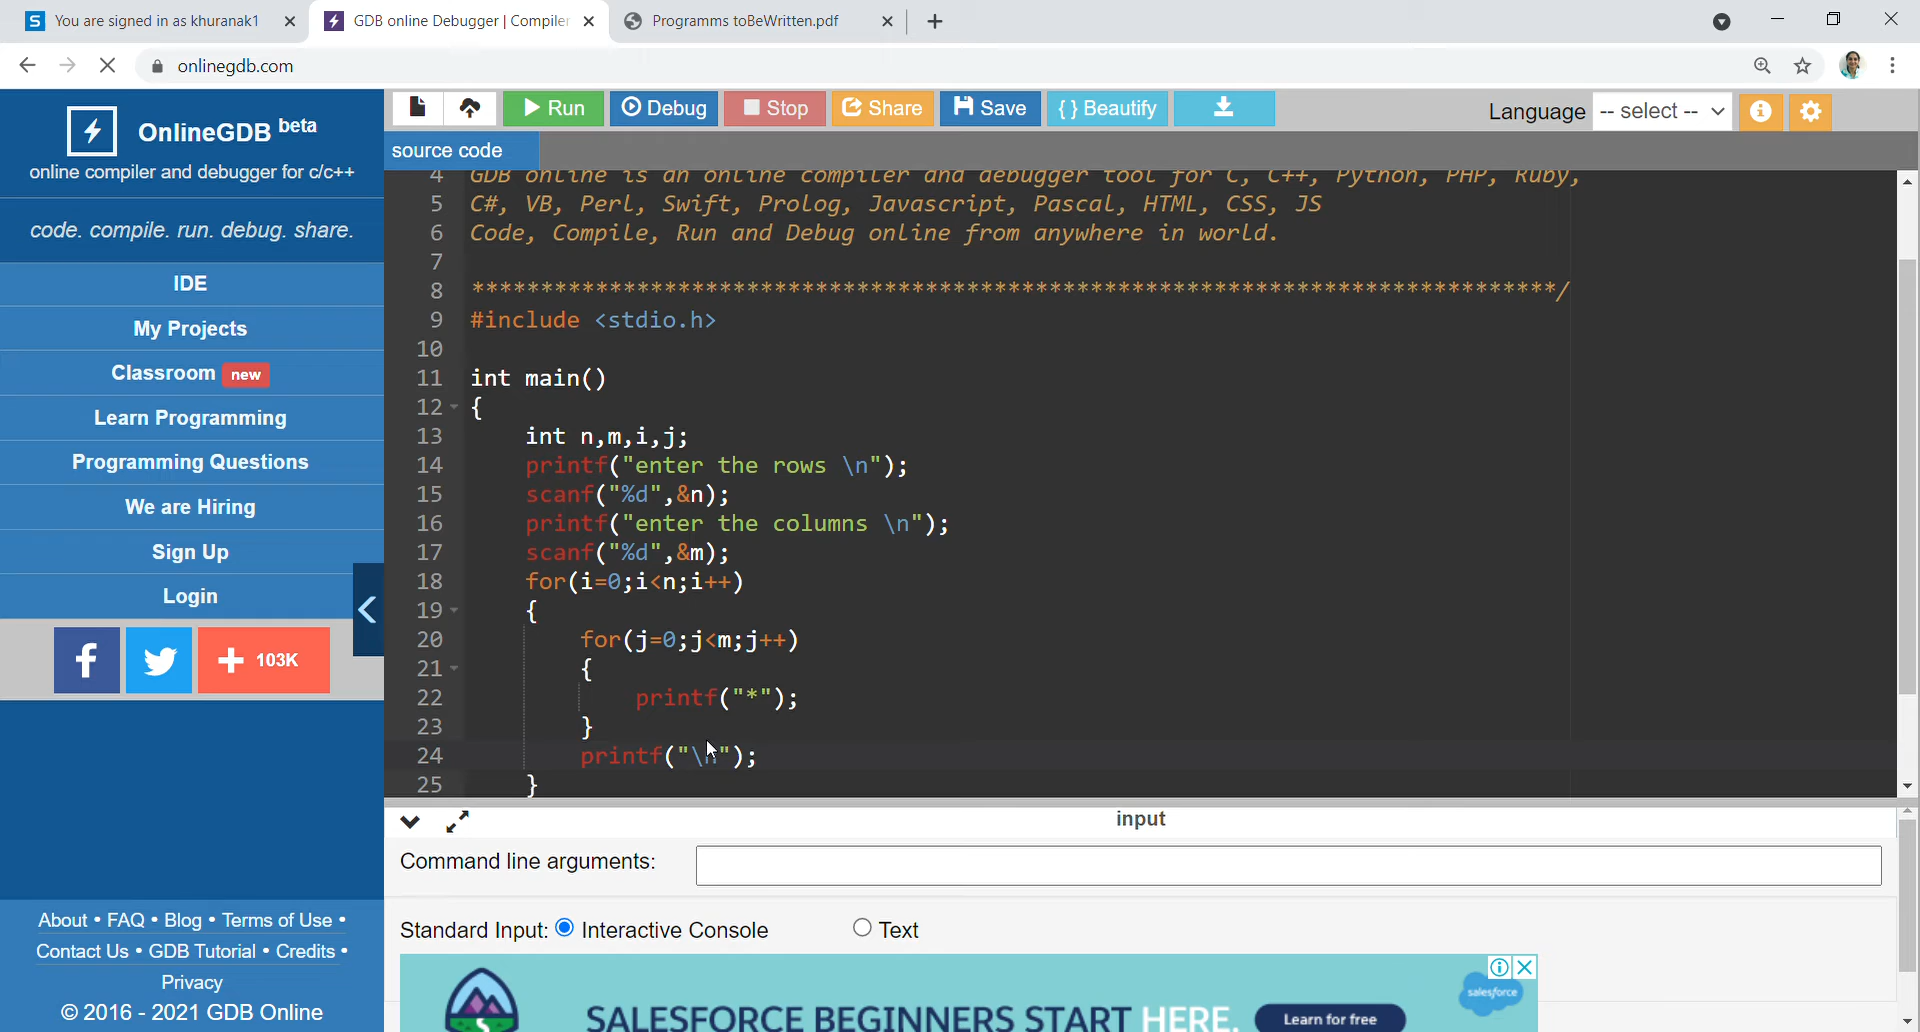 You are signed in as khuranak1
GDB online Debugger | Compiler
Programms toBeWritten.pdf
onlinegdb.com
OnlineGDB beta
online compiler and debugger for c/c++
code. compile. run. debug. share.
IDE
My Projects
Classroom new
Learn Programming
Programming Questions
We are Hiring
Sign Up
Login
103K
About • FAQ • Blog • Terms of Use •
Contact Us • GDB Tutorial • Credits •
Privacy
© 2016 - 2021 GDB Online
Run Debug Stop Share Save {} Beautify Language -- select --
source code
4 GDB online is an online compiler and debugger tool for C, C++, Python, PHP, Ruby,
5 C#, VB, Perl, Swift, Prolog, Javascript, Pascal, HTML, CSS, JS
6 Code, Compile, Run and Debug online from anywhere in world.
7
8 *******************************************************************************/
9 #include <stdio.h>
10
11 int main()
12 {
13 int n,m,i,j;
14 printf("enter the rows \n");
15 scanf("%d",&n);
16 printf("enter the columns \n");
17 scanf("%d",&m);
18 for(i=0;i<n;i++)
19 {
20 for(j=0;j<m;j++)
21 {
22 printf("*");
23 }
24 printf("\n");
25 }
input
Command line arguments:
Standard Input: Interactive Console Text
SALESFORCE BEGINNERS START HERE.
Learn for free
salesforce